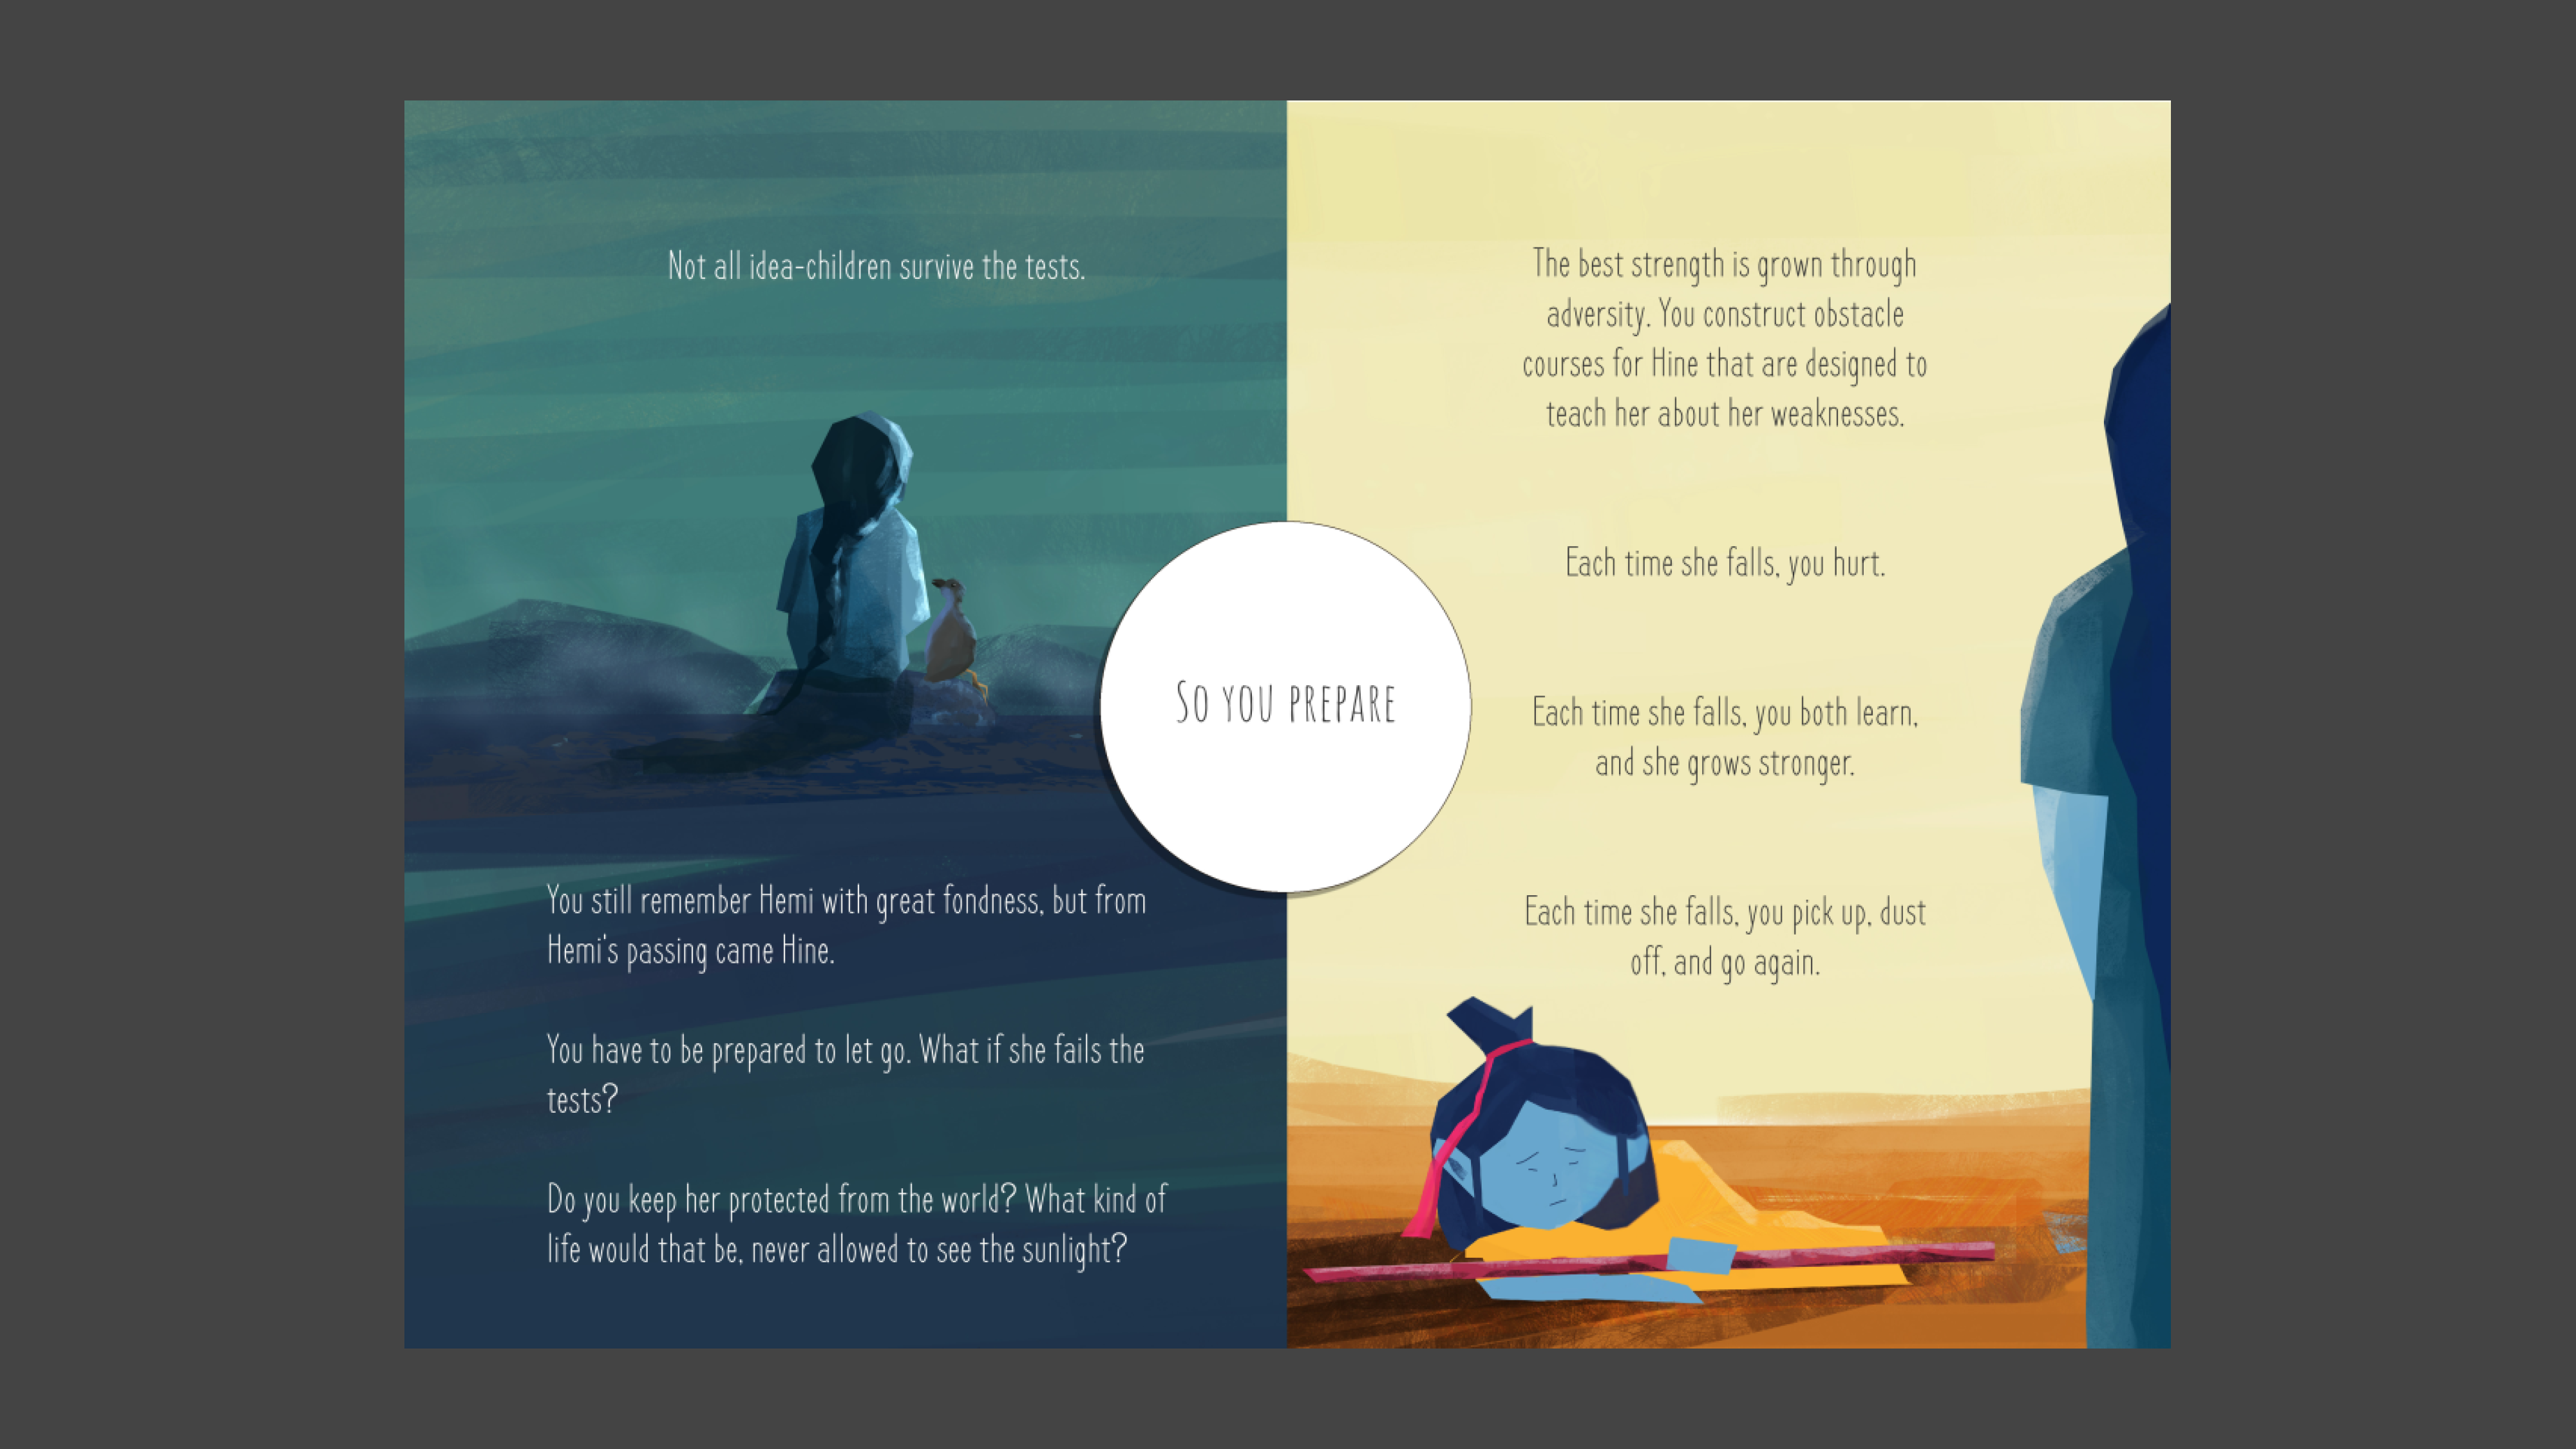 Not all idea-children survive the tests.
You still remember Hemi with great fondness, but from
Hemi's passing came Hine.
You have to be prepared to let go. What if she fails the
tests?
Do you keep her protected from the world? What kind of
life would that be, never allowed to see the sunlight?
So you prepare
The best strength is grown through
adversity. You construct obstacle
courses for Hine that are designed to
teach her about her weaknesses.
Each time she falls, you hurt.
Each time she falls, you both learn,
and she grows stronger.
Each time she falls, you pick up, dust
off, and go again.